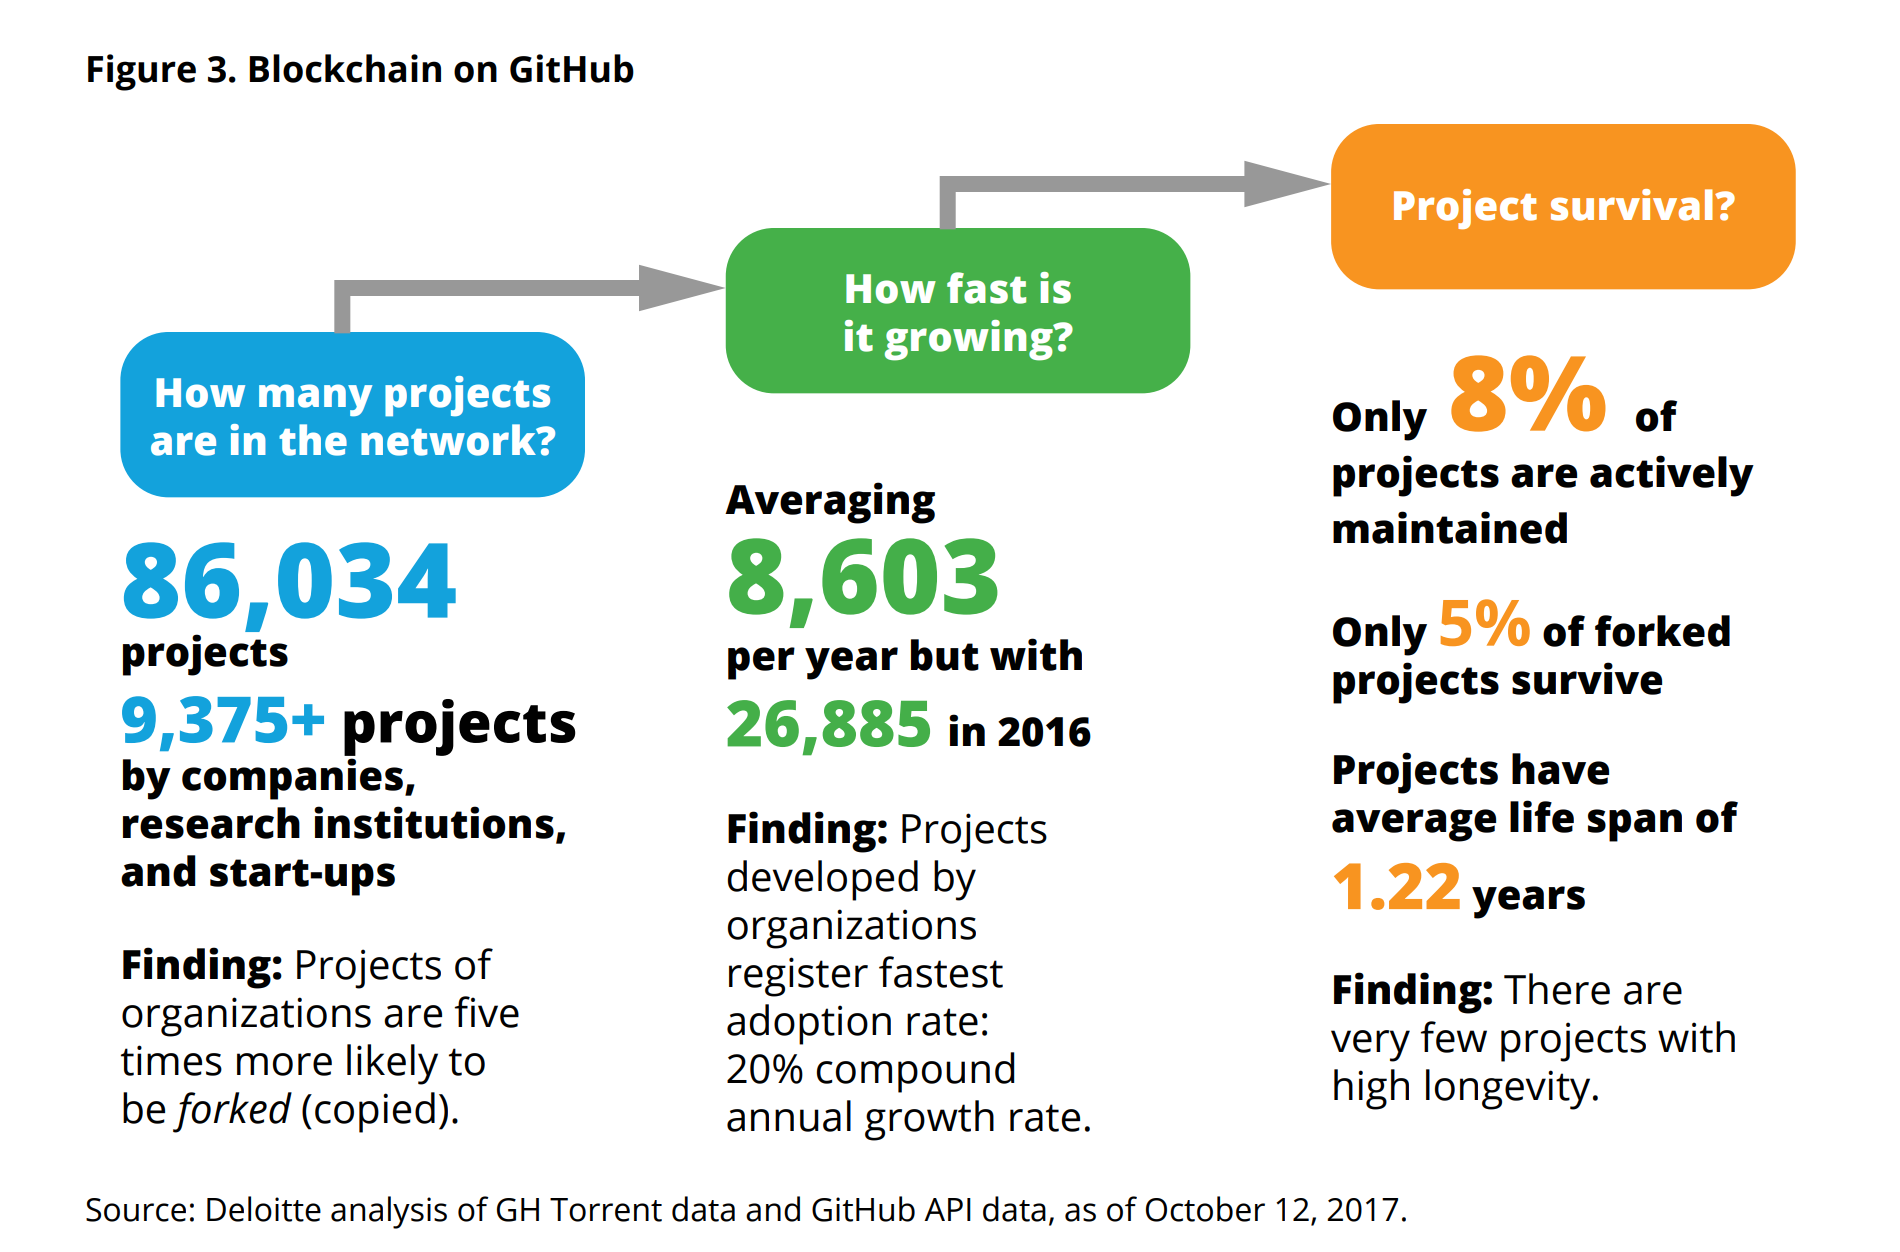 Figure 3. Blockchain on GitHub
How many projects
are in the network?
86,034
projects
9,375+ projects
by companies,
research institutions,
and start-ups
Finding: Projects of
organizations are five
times more likely to
be forked (copied).
How fast is
it growing?
Averaging
8,603
per year but with
26,885 in 2016
Finding: Projects
developed by
organizations
register fastest
adoption rate:
20% compound
annual growth rate.
Project survival?
Only 8% of
projects are actively
maintained
Only 5% of forked
projects survive
Projects have
average life span of
1.22 years
Finding: There are
very few projects with
high longevity.
Source: Deloitte analysis of GH Torrent data and GitHub API data, as of October 12, 2017.